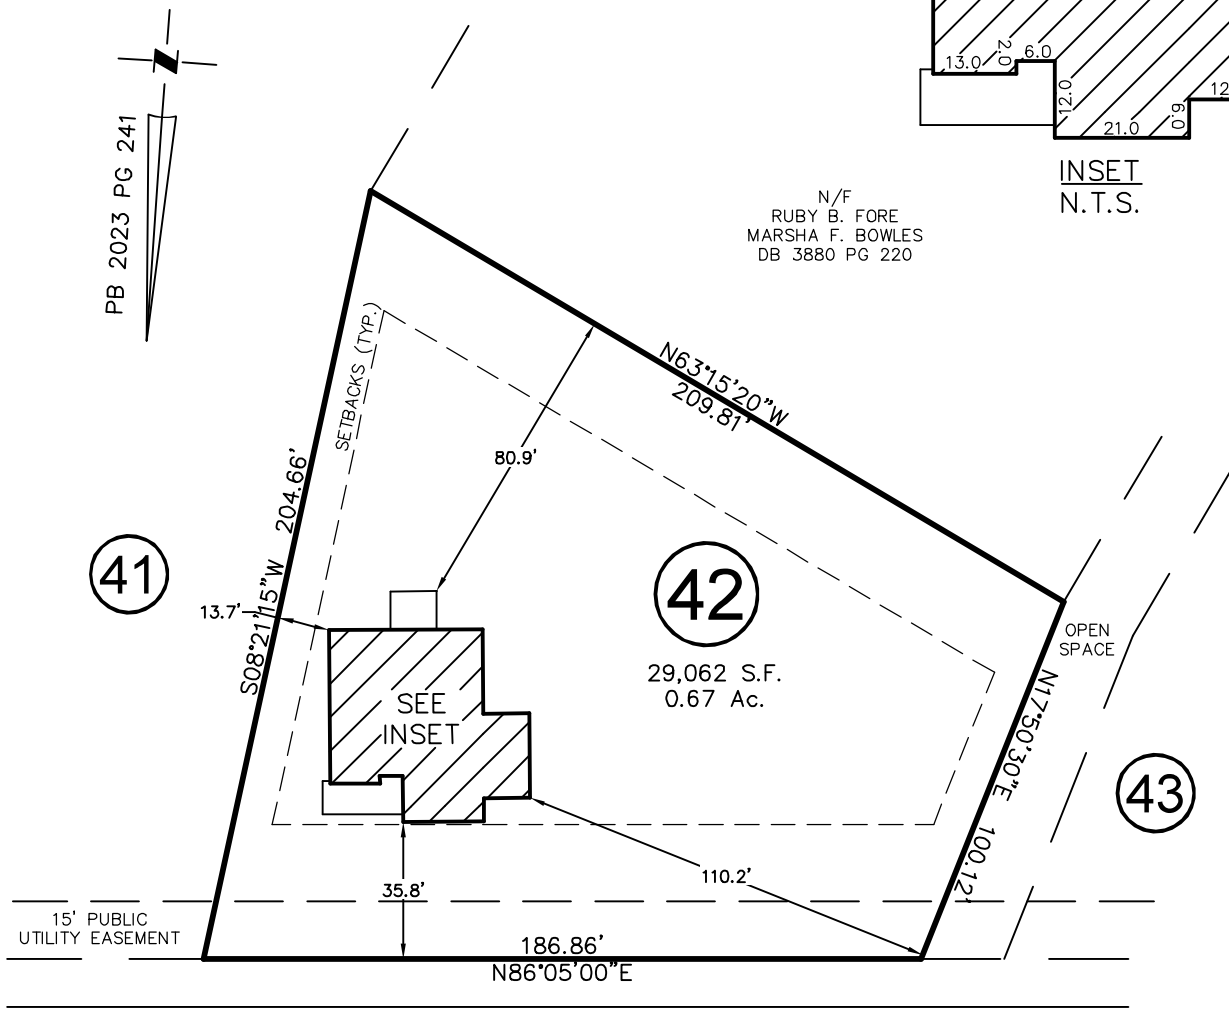 PB 2023 PG 241
13.0
2.0
6.0
12.0
21.0
6.0
12
INSET
N.T.S.
N/F
RUBY B. FORE
MARSHA F. BOWLES
DB 3880 PG 220
SETBACKS (TYP.)
N63°15'20"W
209.81'
80.9'
S08°21'15"W 204.66'
41
13.7'
42
29,062 S.F.
0.67 Ac.
OPEN
SPACE
SEE
INSET
N17°50'30"E 100.12'
43
110.2'
35.8'
15' PUBLIC
UTILITY EASEMENT
186.86'
N86°05'00"E